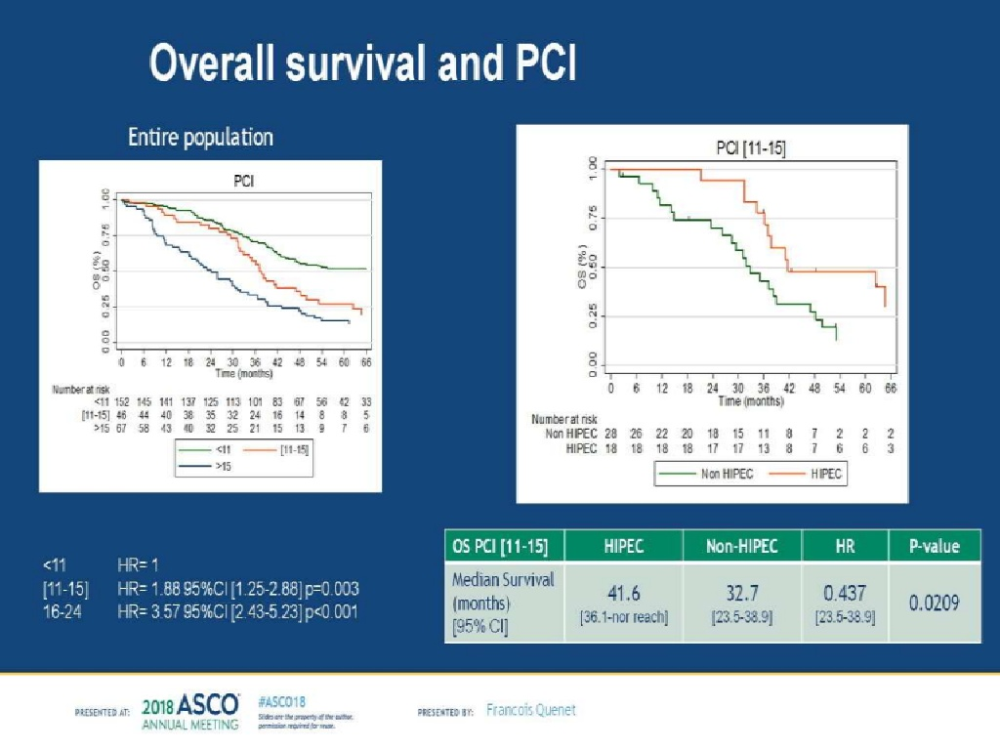 Overall survival and PCI
Entire population
PCI
1.00
0.75
0.50
0.25
0.00
OS (%)
0 6 12 18 24 30 36 42 48 54 60 66
Time (months)
Number at risk
<11 152 145 141 137 125 113 101 83 67 56 42 33
[11-15] 46 44 40 38 35 32 24 16 14 8 8 5
>15 67 58 43 40 32 25 21 15 13 9 7 6
<11 [11-15]
>15
PCI [11-15]
1.00
0.75
0.50
0.25
0.00
OS (%)
0 6 12 18 24 30 36 42 48 54 60 66
Time (months)
Number at risk
Non HIPEC 28 26 22 20 18 15 11 8 7 2 2 2
HIPEC 18 18 18 18 17 17 13 8 7 6 6 3
Non HIPEC HIPEC
<11 HR= 1
[11-15] HR= 1.88 95%CI [1.25-2.88] p=0.003
16-24 HR= 3.57 95%CI [2.43-5.23] p<0.001
OS PCI [11-15] HIPEC Non-HIPEC HR P-value
Median Survival
(months)
[95% CI]
41.6 32.7 0.437 0.0209
[36.1-nor reach] [23.5-38.9] [23.5-38.9]
PRESENTED AT: 2018 ASCO
ANNUAL MEETING
#ASCO18
Slides are the property of the author,
permission required for reuse.
PRESENTED BY: Francois Quenet